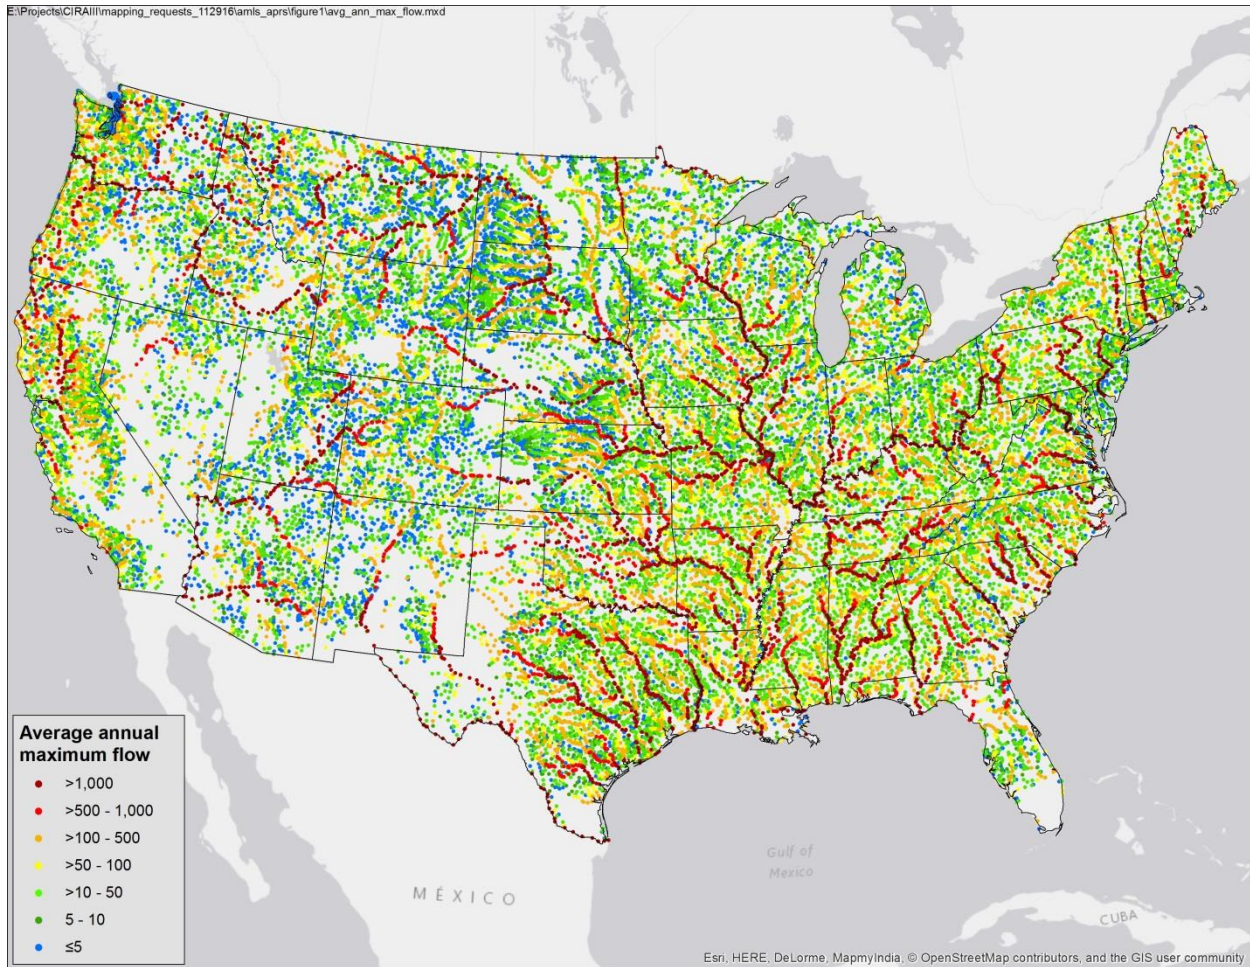 E:\Projects\CIRAIII\mapping_requests_112916\amls_aprs\figure1\avg_ann_max_flow.mxd
Average annual
maximum flow
>1,000
>500 - 1,000
>100 - 500
>50 - 100
>10 - 50
5 - 10
≤5
Gulf of
Mexico
MÉXICO
CUBA
Esri, HERE, DeLorme, MapmyIndia, © OpenStreetMap contributors, and the GIS user community